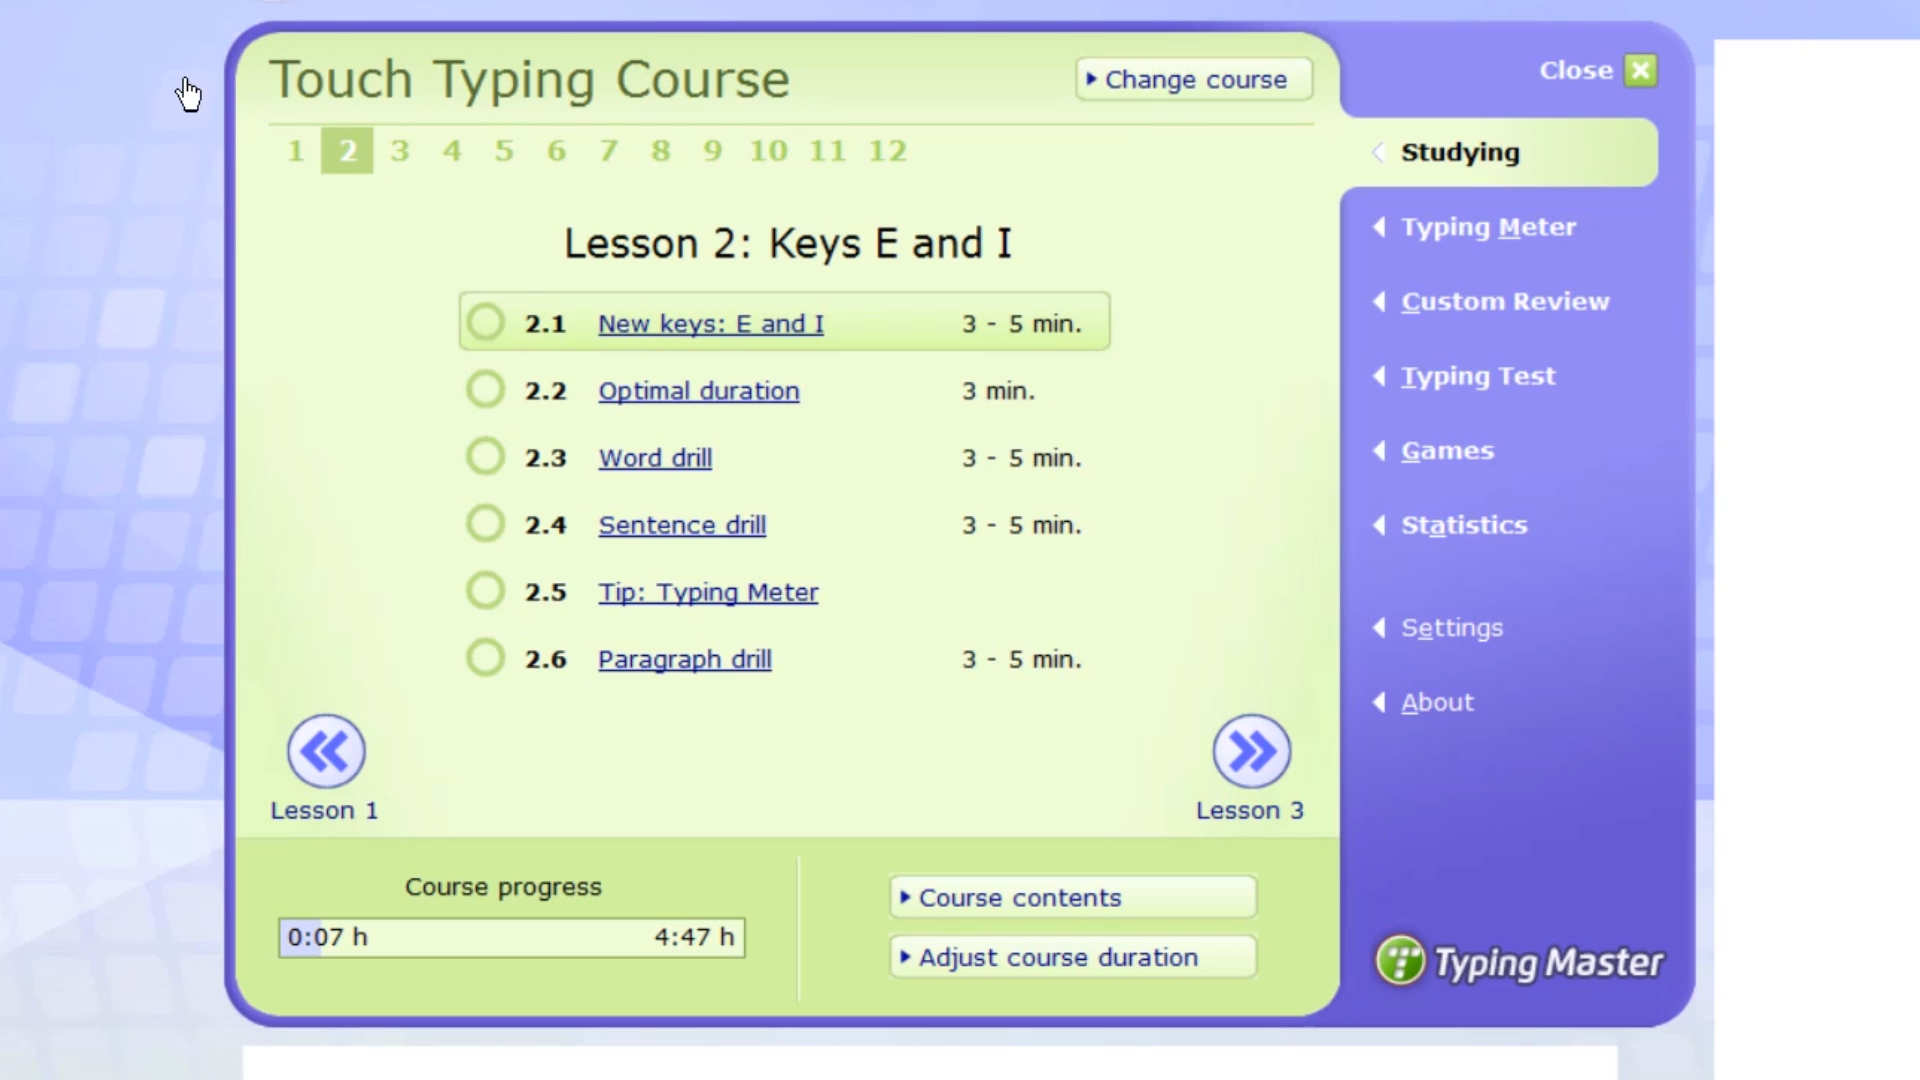 Touch Typing Course
Change course
Close
1 2 3 4 5 6 7 8 9 10 11 12
Studying
Typing Meter
Custom Review
Typing Test
Games
Statistics
Settings
About
Lesson 2: Keys E and I
2.1 New keys: E and I 3 - 5 min.
2.2 Optimal duration 3 min.
2.3 Word drill 3 - 5 min.
2.4 Sentence drill 3 - 5 min.
2.5 Tip: Typing Meter
2.6 Paragraph drill 3 - 5 min.
Lesson 1
Lesson 3
Course progress
0:07 h 4:47 h
Course contents
Adjust course duration
Typing Master